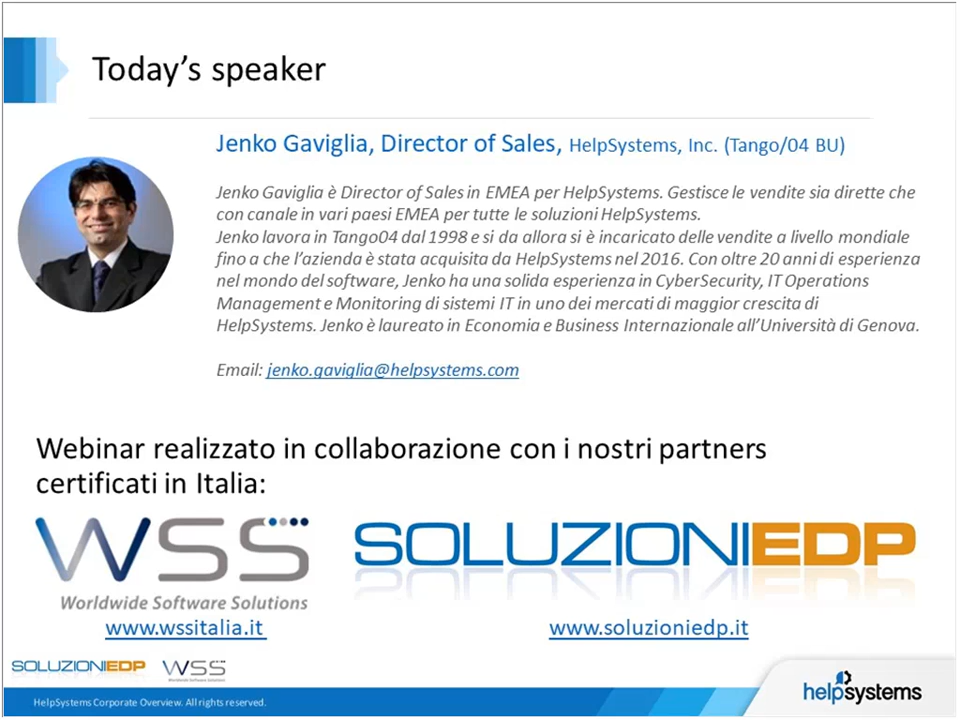 Today's speaker
Jenko Gaviglia, Director of Sales, HelpSystems, Inc. (Tango/04 BU)
Jenko Gaviglia è Director of Sales in EMEA per HelpSystems. Gestisce le vendite sia dirette che
con canale in vari paesi EMEA per tutte le soluzioni HelpSystems.
Jenko lavora in Tango04 dal 1998 e si da allora si è incaricato delle vendite a livello mondiale
fino a che l'azienda è stata acquisita da HelpSystems nel 2016. Con oltre 20 anni di esperienza
nel mondo del software, Jenko ha una solida esperienza in CyberSecurity, IT Operations
Management e Monitoring di sistemi IT in uno dei mercati di maggior crescita di
HelpSystems. Jenko è laureato in Economia e Business Internazionale all'Università di Genova.
Email: jenko.gaviglia@helpsystems.com
Webinar realizzato in collaborazione con i nostri partners
certificati in Italia:
WSS
Worldwide Software Solutions
www.wssitalia.it
SOLUZIONIEDP
www.soluzioniedp.it
SOLUZIONIEDP WSS
Worldwide Software Solutions
HelpSystems Corporate Overview. All rights reserved.
helpsystems